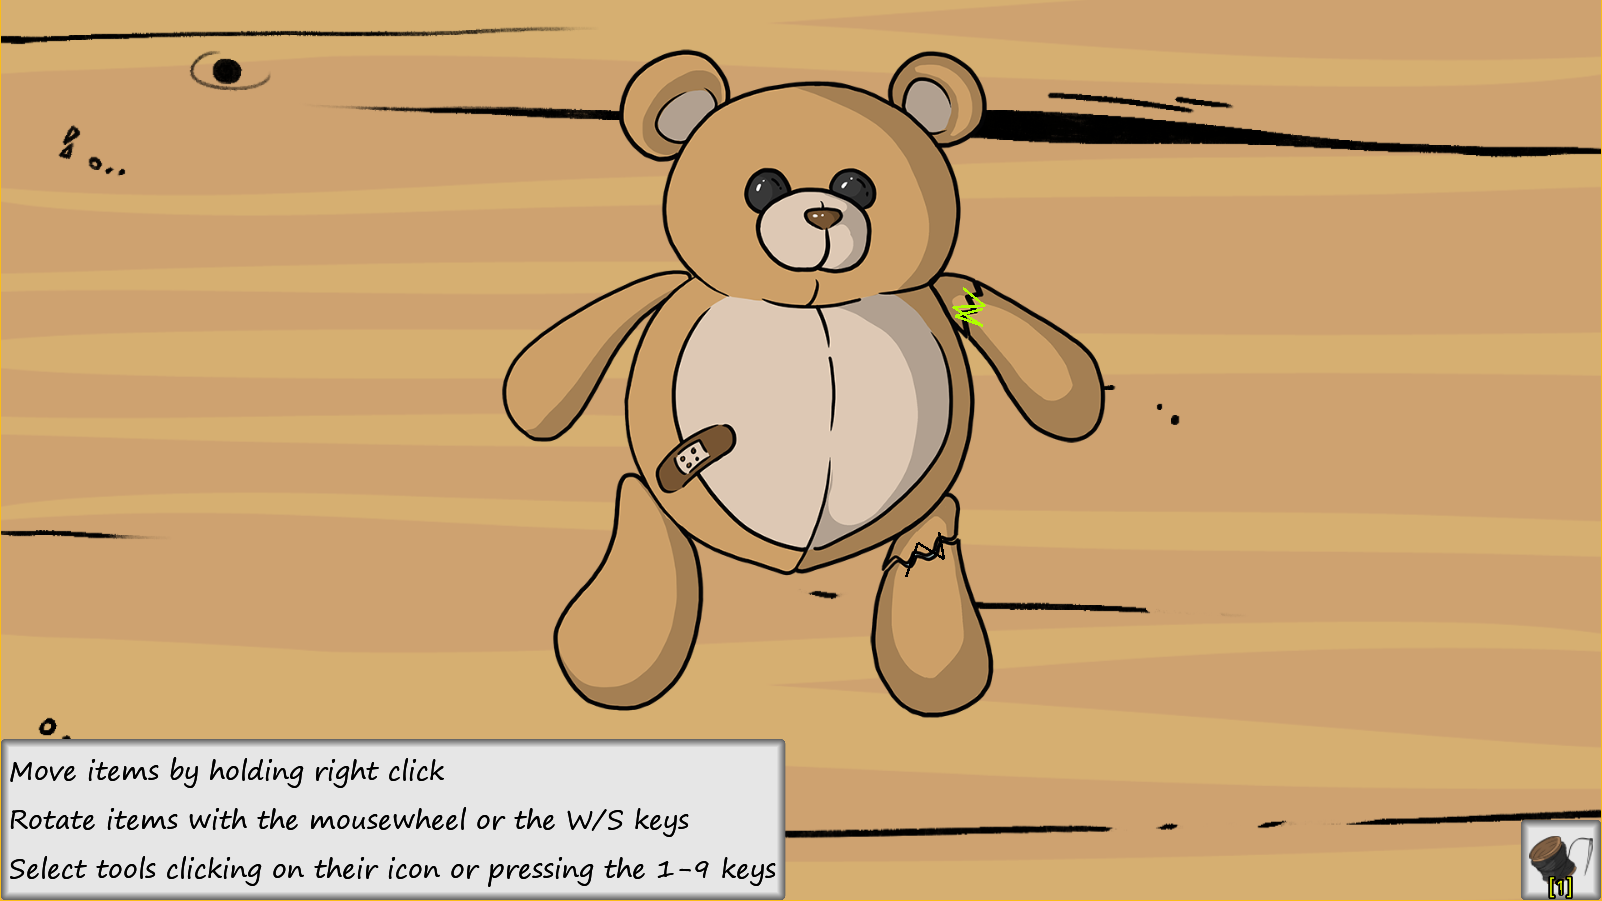 Move items by holding right click
Rotate items with the mousewheel or the W/S keys
Select tools clicking on their icon or pressing the 1-9 keys
[1]